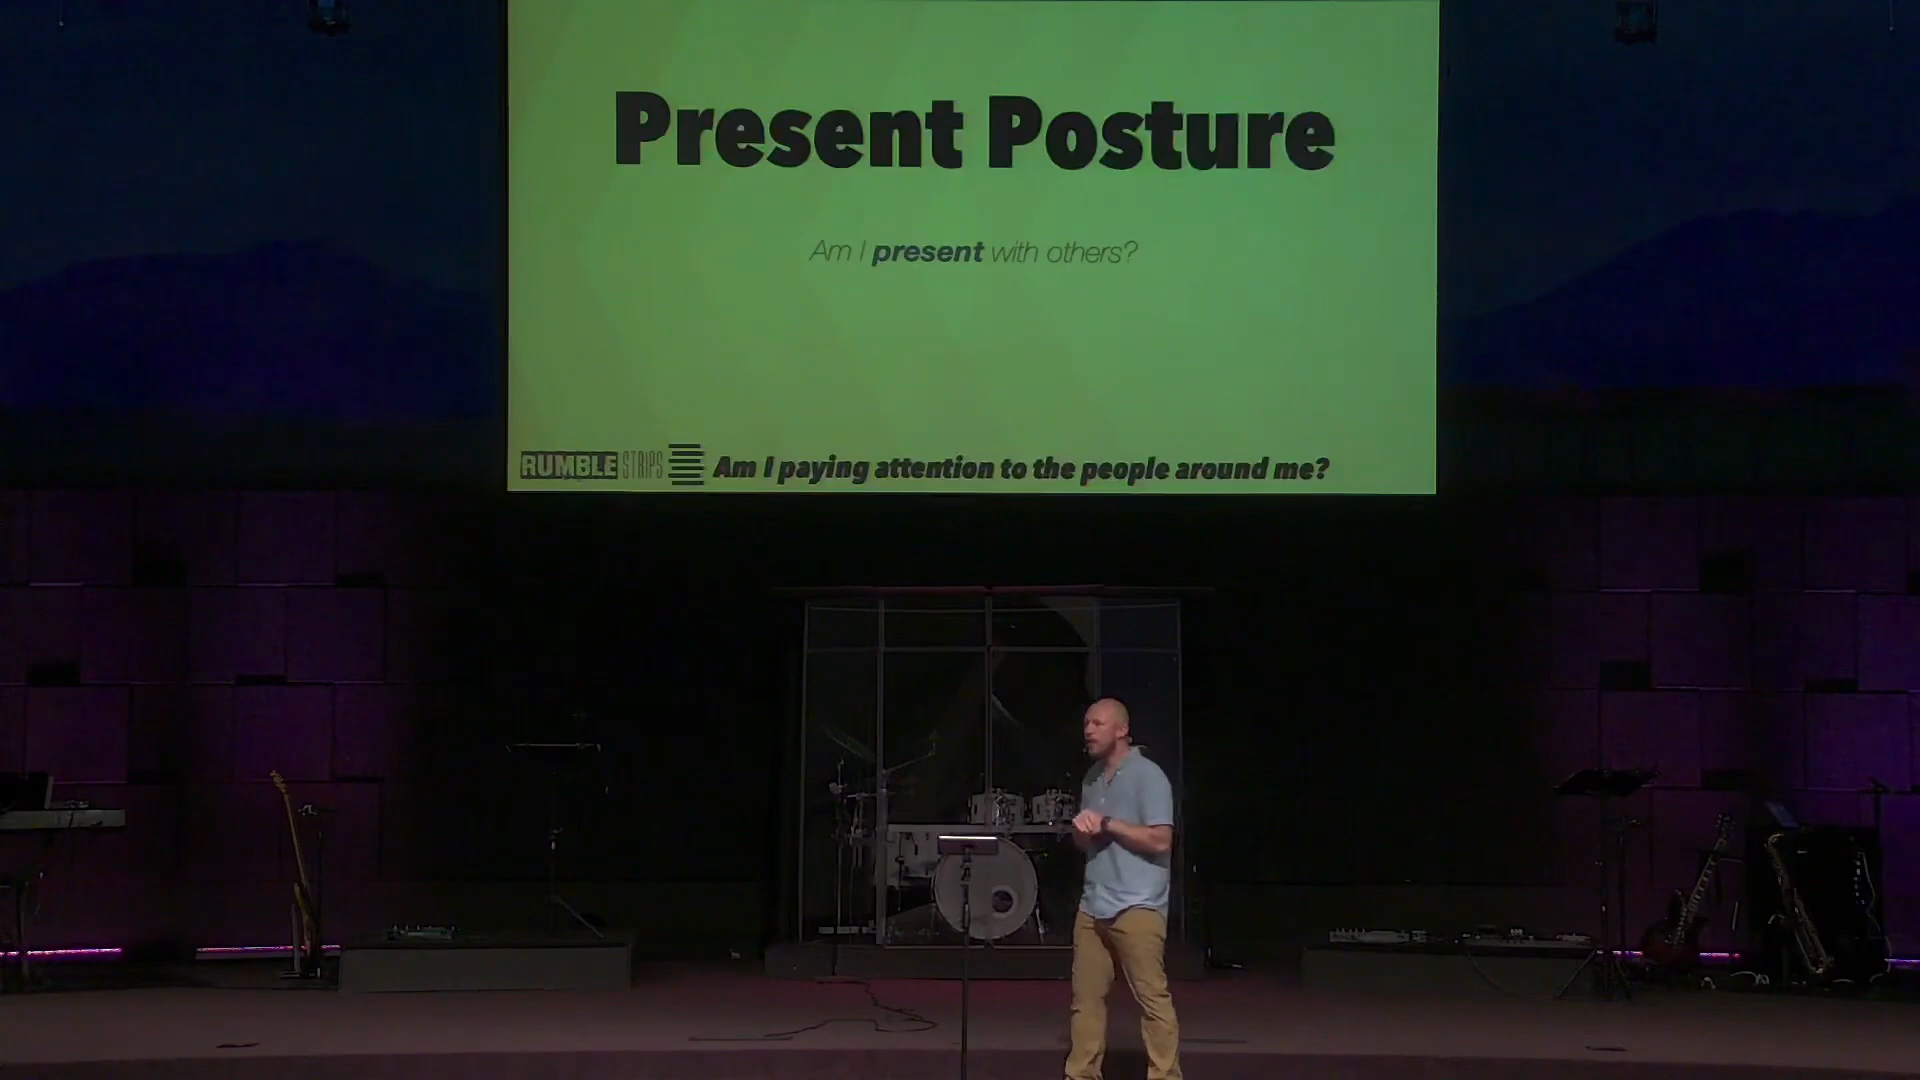 Present Posture
Am I present with others?
RUMBLE STRIPS Am I paying attention to the people around me?